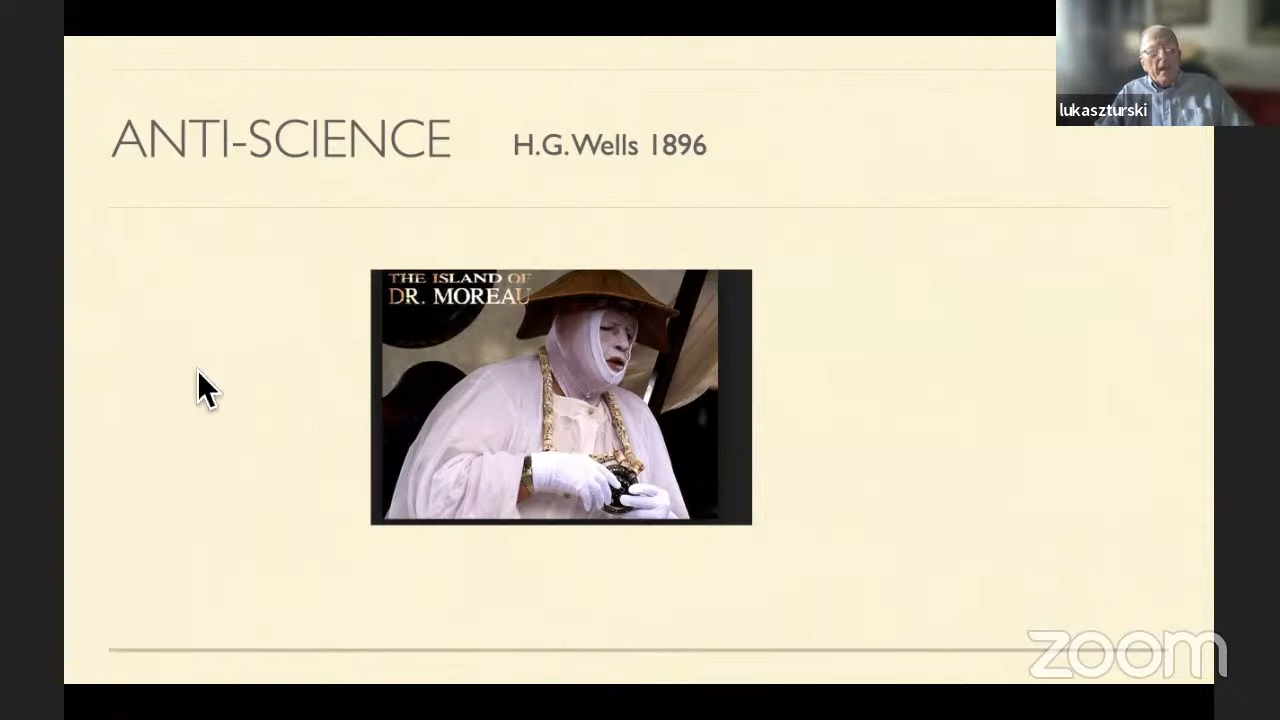 lukaszturski
ANTI-SCIENCE H.G.Wells 1896
THE ISLAND OF
DR. MOREAU
zoom